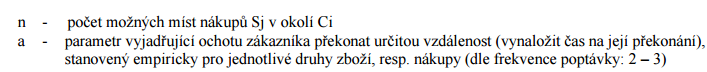 n - počet možných míst nákupů Sj v okolí Ci
a - parametr vyjadřující ochotu zákazníka překonat určitou vzdálenost (vynaložit čas na její překonání),
stanovený empiricky pro jednotlivé druhy zboží, resp. nákupy (dle frekvence poptávky: 2 – 3)